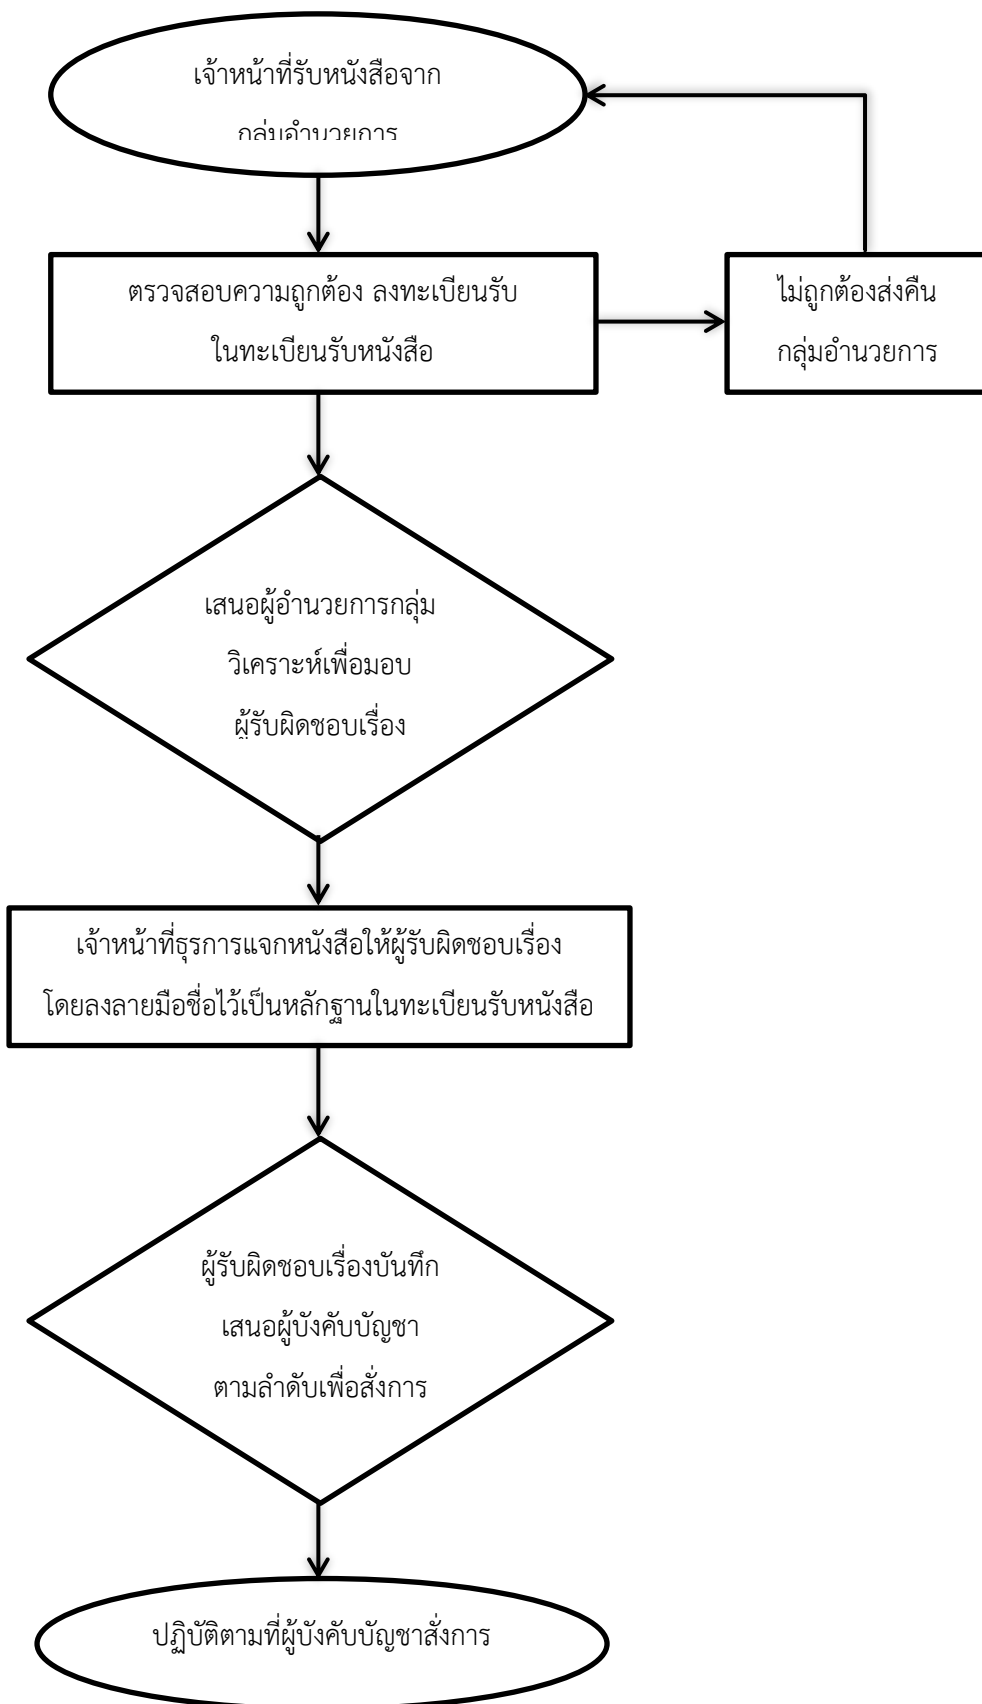 เจ้าหน้าที่รับหนังสือจาก
กลุ่มอำนวยการ
ตรวจสอบความถูกต้อง ลงทะเบียนรับ
ในทะเบียนรับหนังสือ
ไม่ถูกต้องส่งคืน
กลุ่มอำนวยการ
เสนอผู้อำนวยการกลุ่ม
วิเคราะห์เพื่อมอบ
ผู้รับผิดชอบเรื่อง
เจ้าหน้าที่ธุรการแจกหนังสือให้ผู้รับผิดชอบเรื่อง
โดยลงลายมือชื่อไว้เป็นหลักฐานในทะเบียนรับหนังสือ
ผู้รับผิดชอบเรื่องบันทึก
เสนอผู้บังคับบัญชา
ตามลำดับเพื่อสั่งการ
ปฏิบัติตามที่ผู้บังคับบัญชาสั่งการ